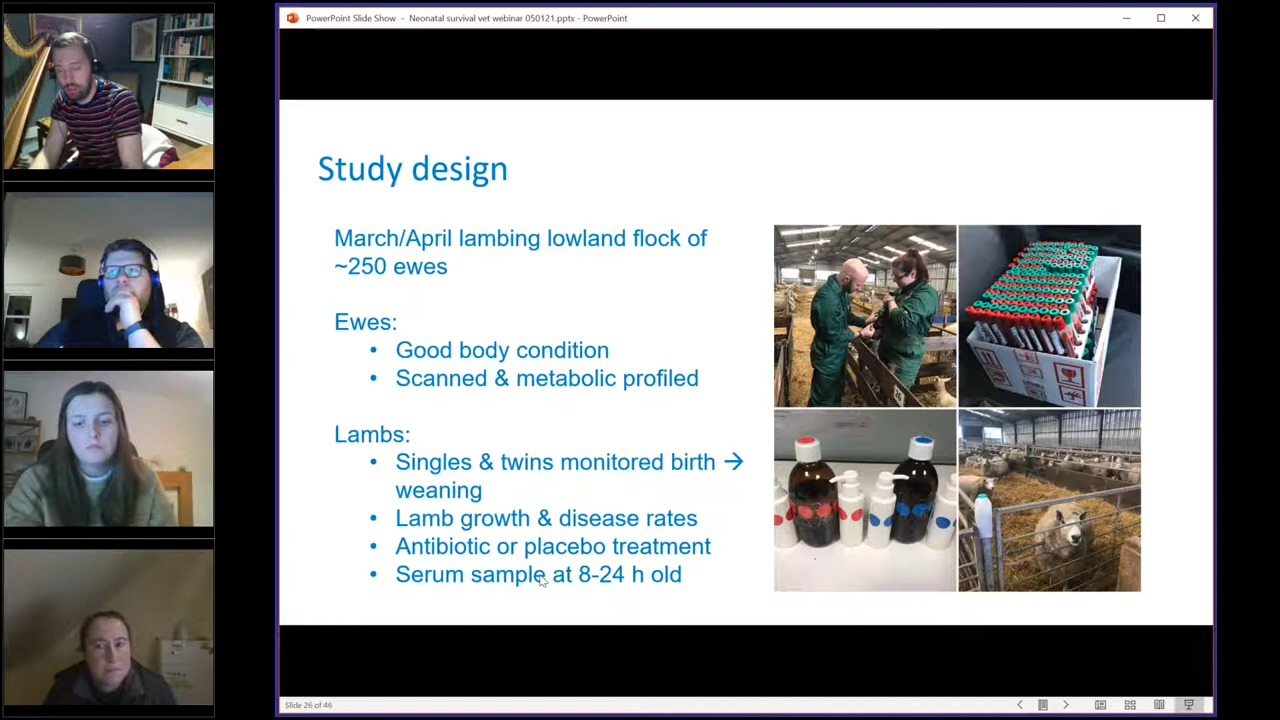 PowerPoint Slide Show - Neonatal survival vet webinar 050121.pptx - PowerPoint
Study design
March/April lambing lowland flock of
~250 ewes
Ewes:
• Good body condition
• Scanned & metabolic profiled
Lambs:
• Singles & twins monitored birth →
weaning
• Lamb growth & disease rates
• Antibiotic or placebo treatment
• Serum sample at 8-24 h old
Slide 26 of 46